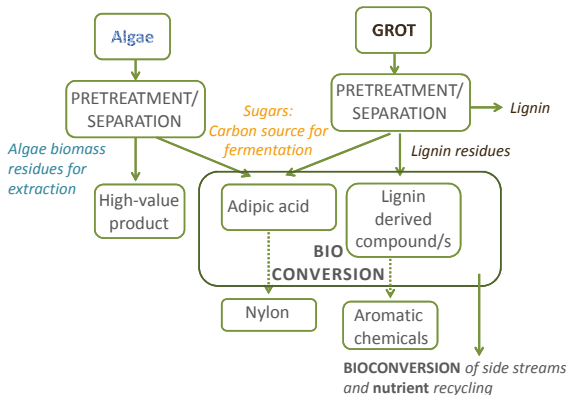 Algae
GROT
PRETREATMENT/
SEPARATION
PRETREATMENT/
SEPARATION
Lignin
Sugars:
Carbon source for
fermentation
Algae biomass
residues for
extraction
Lignin residues
High-value
product
Adipic acid
Lignin
derived
compound/s
BIO
CONVERSION
Nylon
Aromatic
chemicals
BIOCONVERSION of side streams
and nutrient recycling